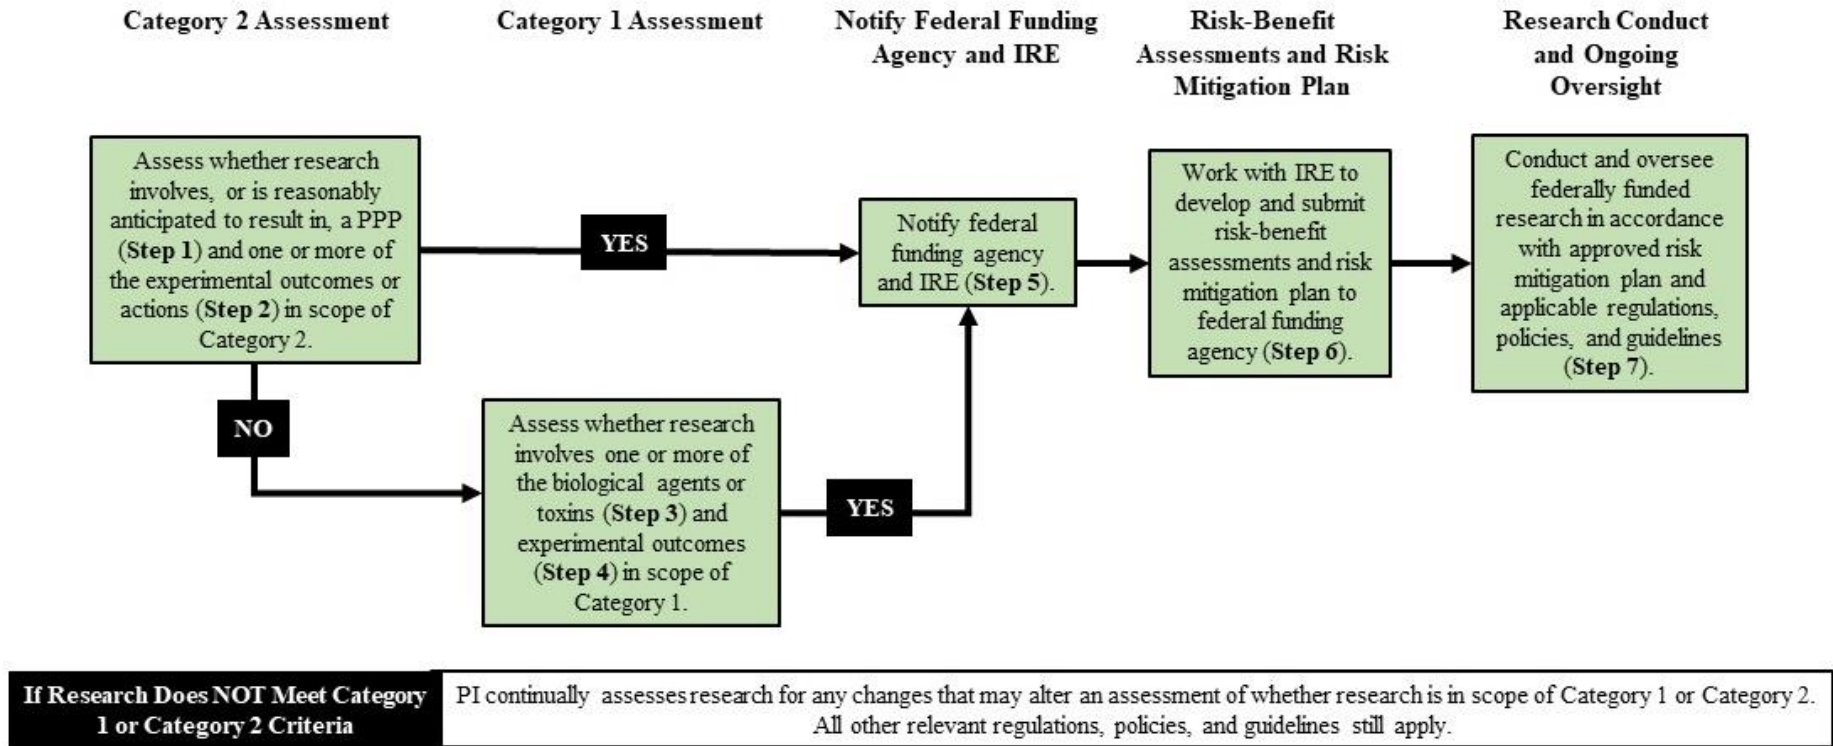 Category 2 Assessment
Category 1 Assessment
Notify Federal Funding
Agency and IRE
Risk-Benefit
Assessments and Risk
Mitigation Plan
Research Conduct
and Ongoing
Oversight
Assess whether research
involves, or is reasonably
anticipated to result in, a PPP
(Step 1) and one or more of
the experimental outcomes or
actions (Step 2) in scope of
Category 2.
YES
Notify federal
funding agency
and IRE (Step 5).
Work with IRE to
develop and submit
risk-benefit
assessments and risk
mitigation plan to
federal funding
agency (Step 6).
Conduct and oversee
federally funded
research in accordance
with approved risk
mitigation plan and
applicable regulations,
policies, and guidelines
(Step 7).
NO
Assess whether research
involves one or more of
the biological agents or
toxins (Step 3) and
experimental outcomes
(Step 4) in scope of
Category 1.
YES
If Research Does NOT Meet Category
1 or Category 2 Criteria
PI continually assesses research for any changes that may alter an assessment of whether research is in scope of Category 1 or Category 2.
All other relevant regulations, policies, and guidelines still apply.